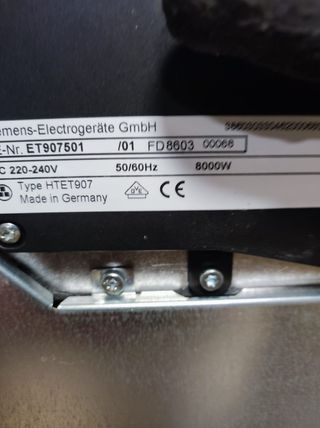 emens-Electrogeräte GmbH
E-Nr. ET907501 /01 FD 8603 00068
C 220-240V 50/60Hz 8000W
Type HTET907
Made in Germany
CE